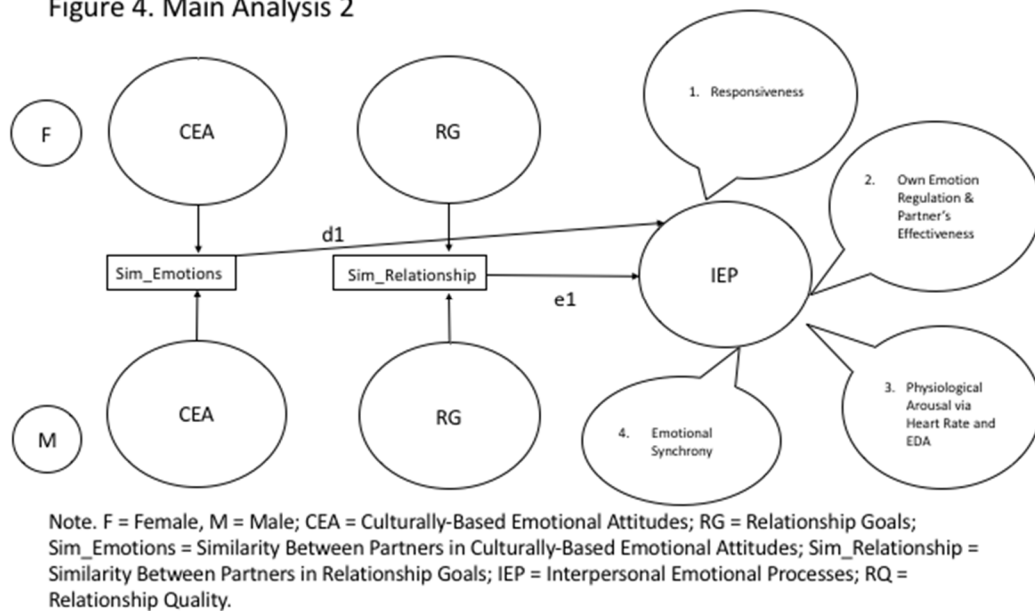 Figure 4. Main Analysis 2
F
CEA
RG
1. Responsiveness
2. Own Emotion
Regulation &
Partner's
Effectiveness
d1
Sim_Emotions
Sim_Relationship
e1
IEP
M
CEA
RG
3. Physiological
Arousal via
Heart Rate and
EDA
4. Emotional
Synchrony
Note. F = Female, M = Male; CEA = Culturally-Based Emotional Attitudes; RG = Relationship Goals;
Sim_Emotions = Similarity Between Partners in Culturally-Based Emotional Attitudes; Sim_Relationship =
Similarity Between Partners in Relationship Goals; IEP = Interpersonal Emotional Processes; RQ =
Relationship Quality.